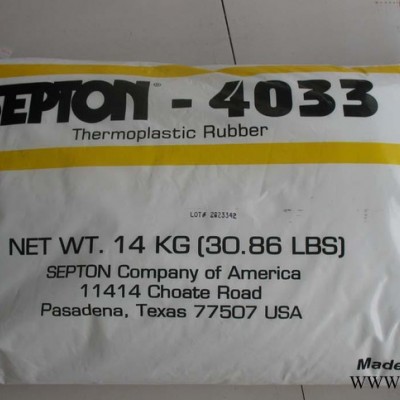 SEPTON® - 4033
Thermoplastic Rubber
NET WT. 14 KG (30.86 LBS)
SEPTON Company of America
11414 Choate Road
Pasadena, Texas 77507 USA
Made
www.